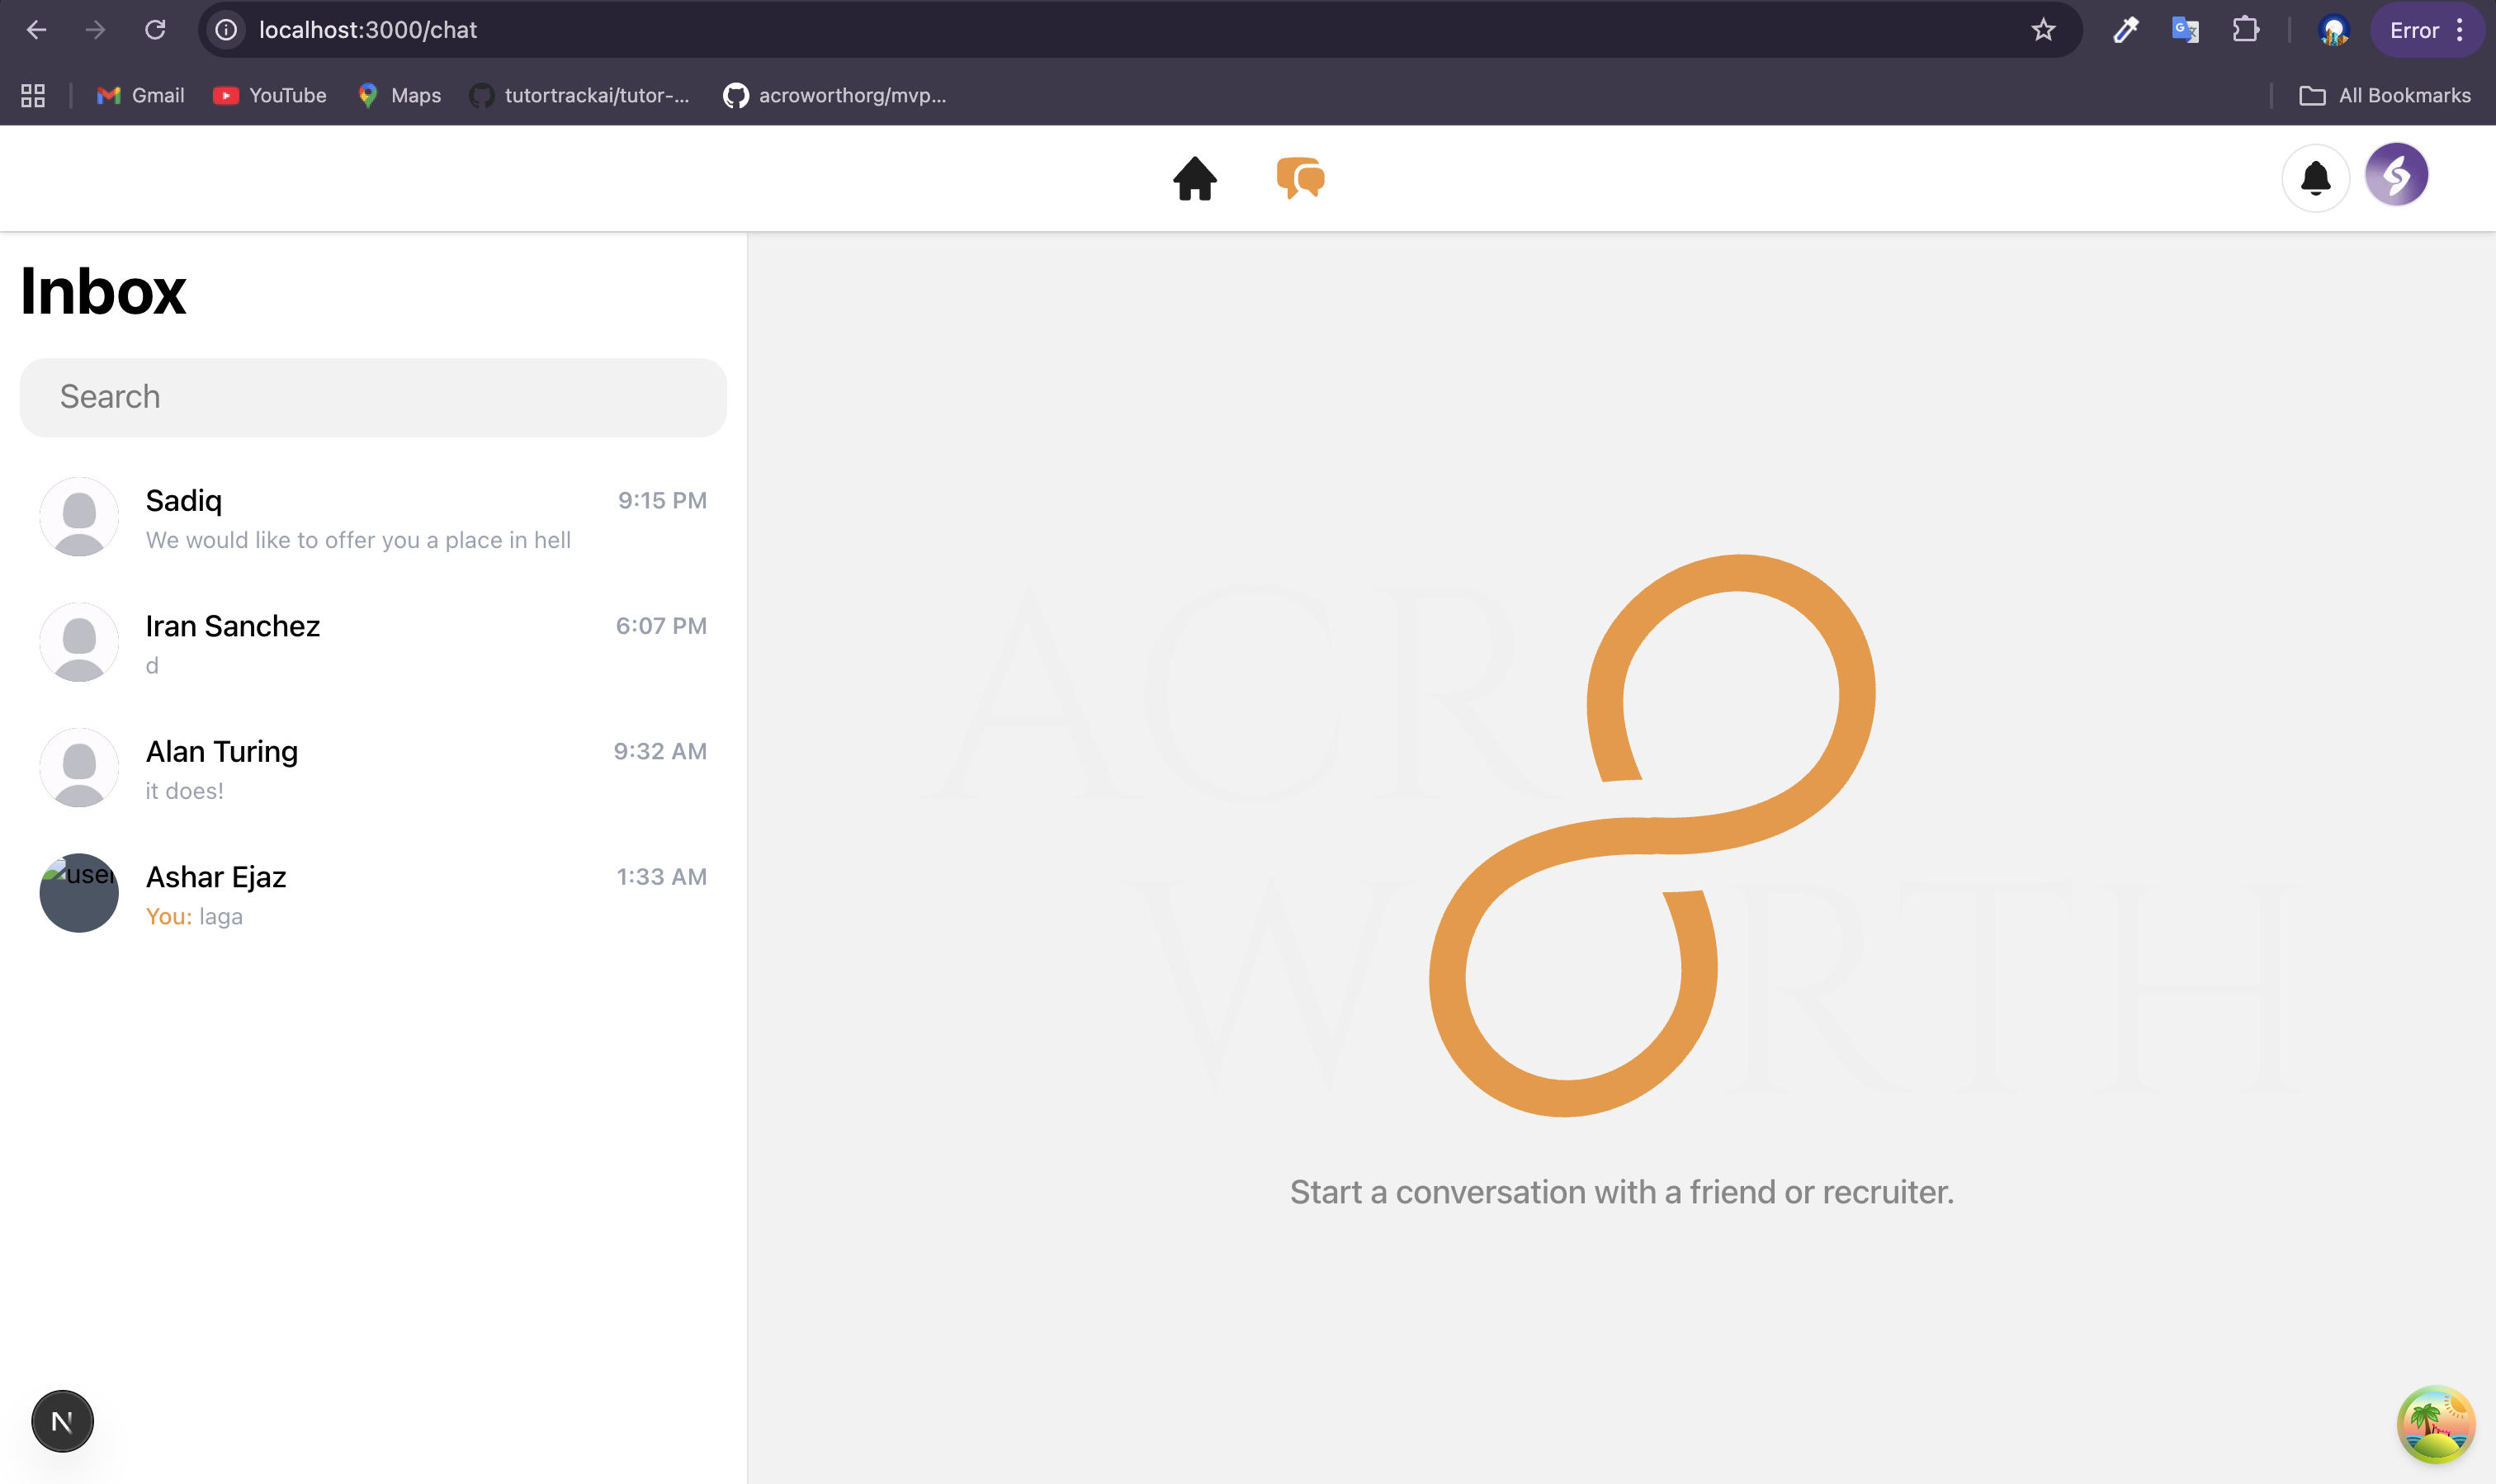 localhost:3000/chat
Error
Gmail
YouTube
Maps
tutortrackai/tutor-...
acroworthorg/mvp...
All Bookmarks
Inbox
Search
Sadiq
9:15 PM
We would like to offer you a place in hell
Iran Sanchez
6:07 PM
d
Alan Turing
9:32 AM
it does!
user
Ashar Ejaz
1:33 AM
You: laga
ACR
W RTH
Start a conversation with a friend or recruiter.
N